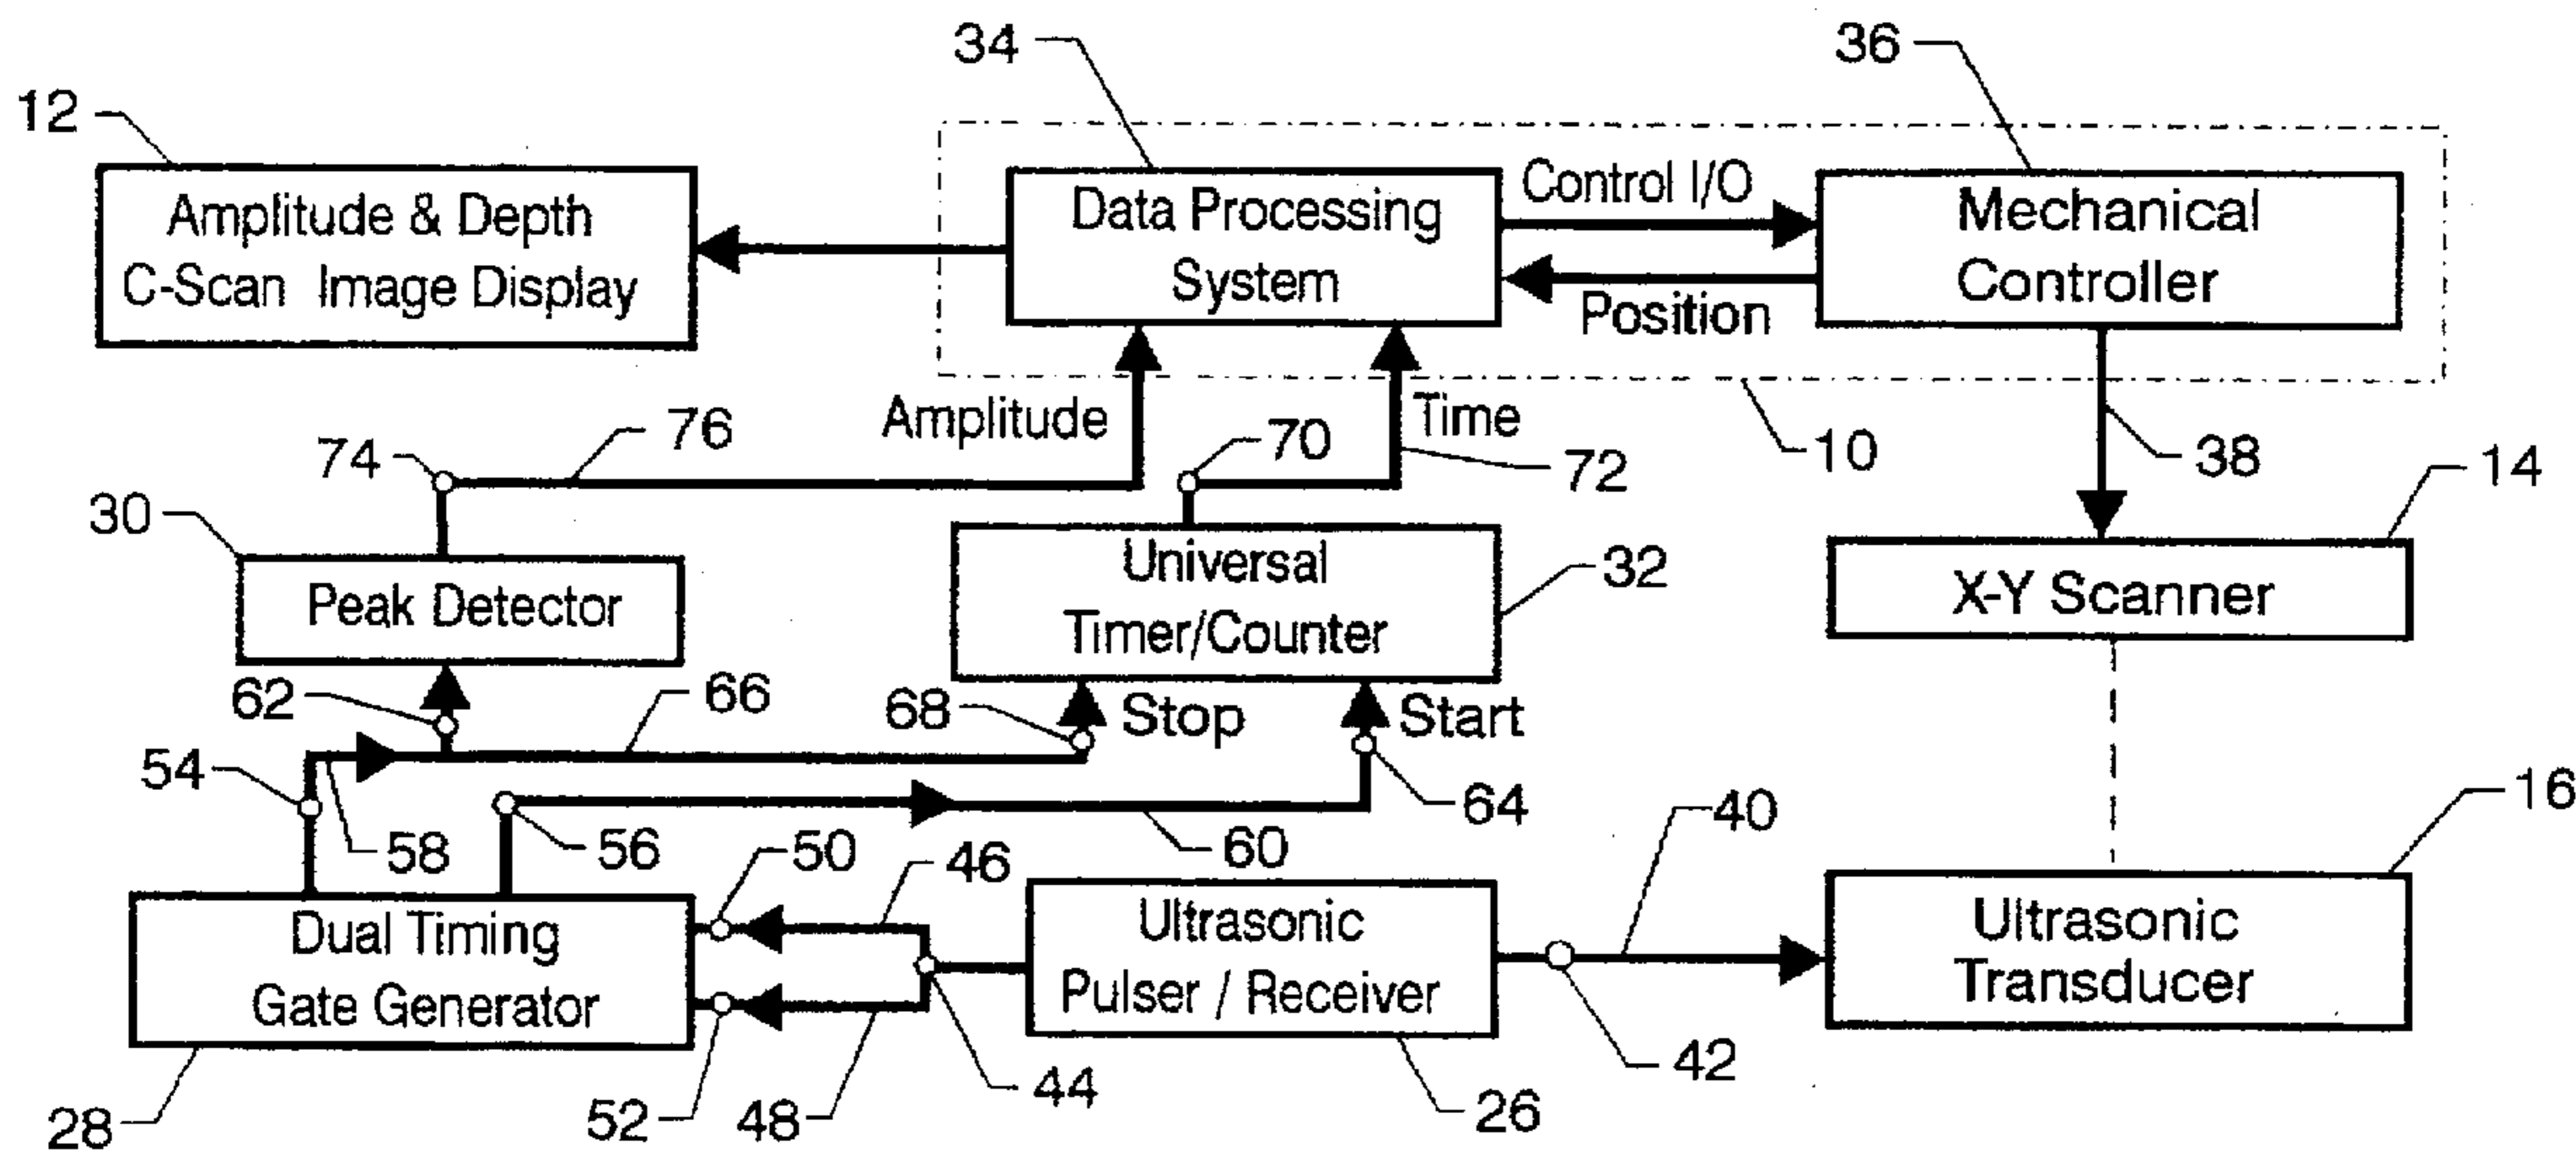 34
36
12
Amplitude & Depth
C-Scan Image Display
Data Processing
System
Control I/O
Position
Mechanical
Controller
Amplitude
Time
74
76
70
72
10
38
14
30
Peak Detector
Universal
Timer/Counter
32
X-Y Scanner
62
66
68
Stop
Start
64
54
58
56
60
50
46
40
16
Dual Timing
Gate Generator
Ultrasonic
Pulser / Receiver
Ultrasonic
Transducer
28
52
48
44
26
42